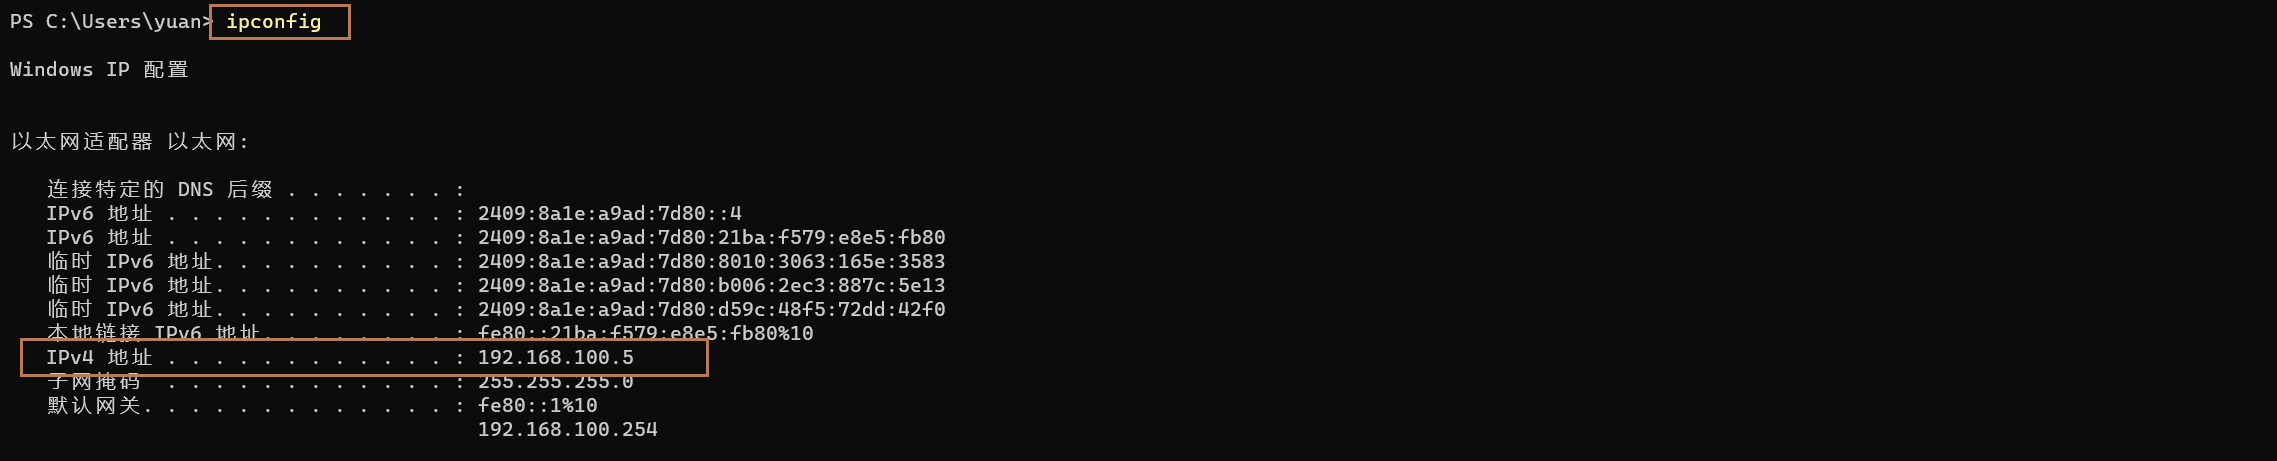 PS C:\Users\yuan> ipconfig
Windows IP 配置
以太网适配器 以太网:
连接特定的 DNS 后缀 . . . . . . . :
IPv6 地址 . . . . . . . . . . . . : 2409:8a1e:a9ad:7d80::4
IPv6 地址 . . . . . . . . . . . . : 2409:8a1e:a9ad:7d80:21ba:f579:e8e5:fb80
临时 IPv6 地址. . . . . . . . . . : 2409:8a1e:a9ad:7d80:8010:3063:165e:3583
临时 IPv6 地址. . . . . . . . . . : 2409:8a1e:a9ad:7d80:b006:2ec3:887c:5e13
临时 IPv6 地址. . . . . . . . . . : 2409:8a1e:a9ad:7d80:d59c:48f5:72dd:42f0
本地链接 IPv6 地址. . . . . . . . : fe80::21ba:f579:e8e5:fb80%10
IPv4 地址 . . . . . . . . . . . . : 192.168.100.5
子网掩码  . . . . . . . . . . . . : 255.255.255.0
默认网关. . . . . . . . . . . . . : fe80::1%10
192.168.100.254